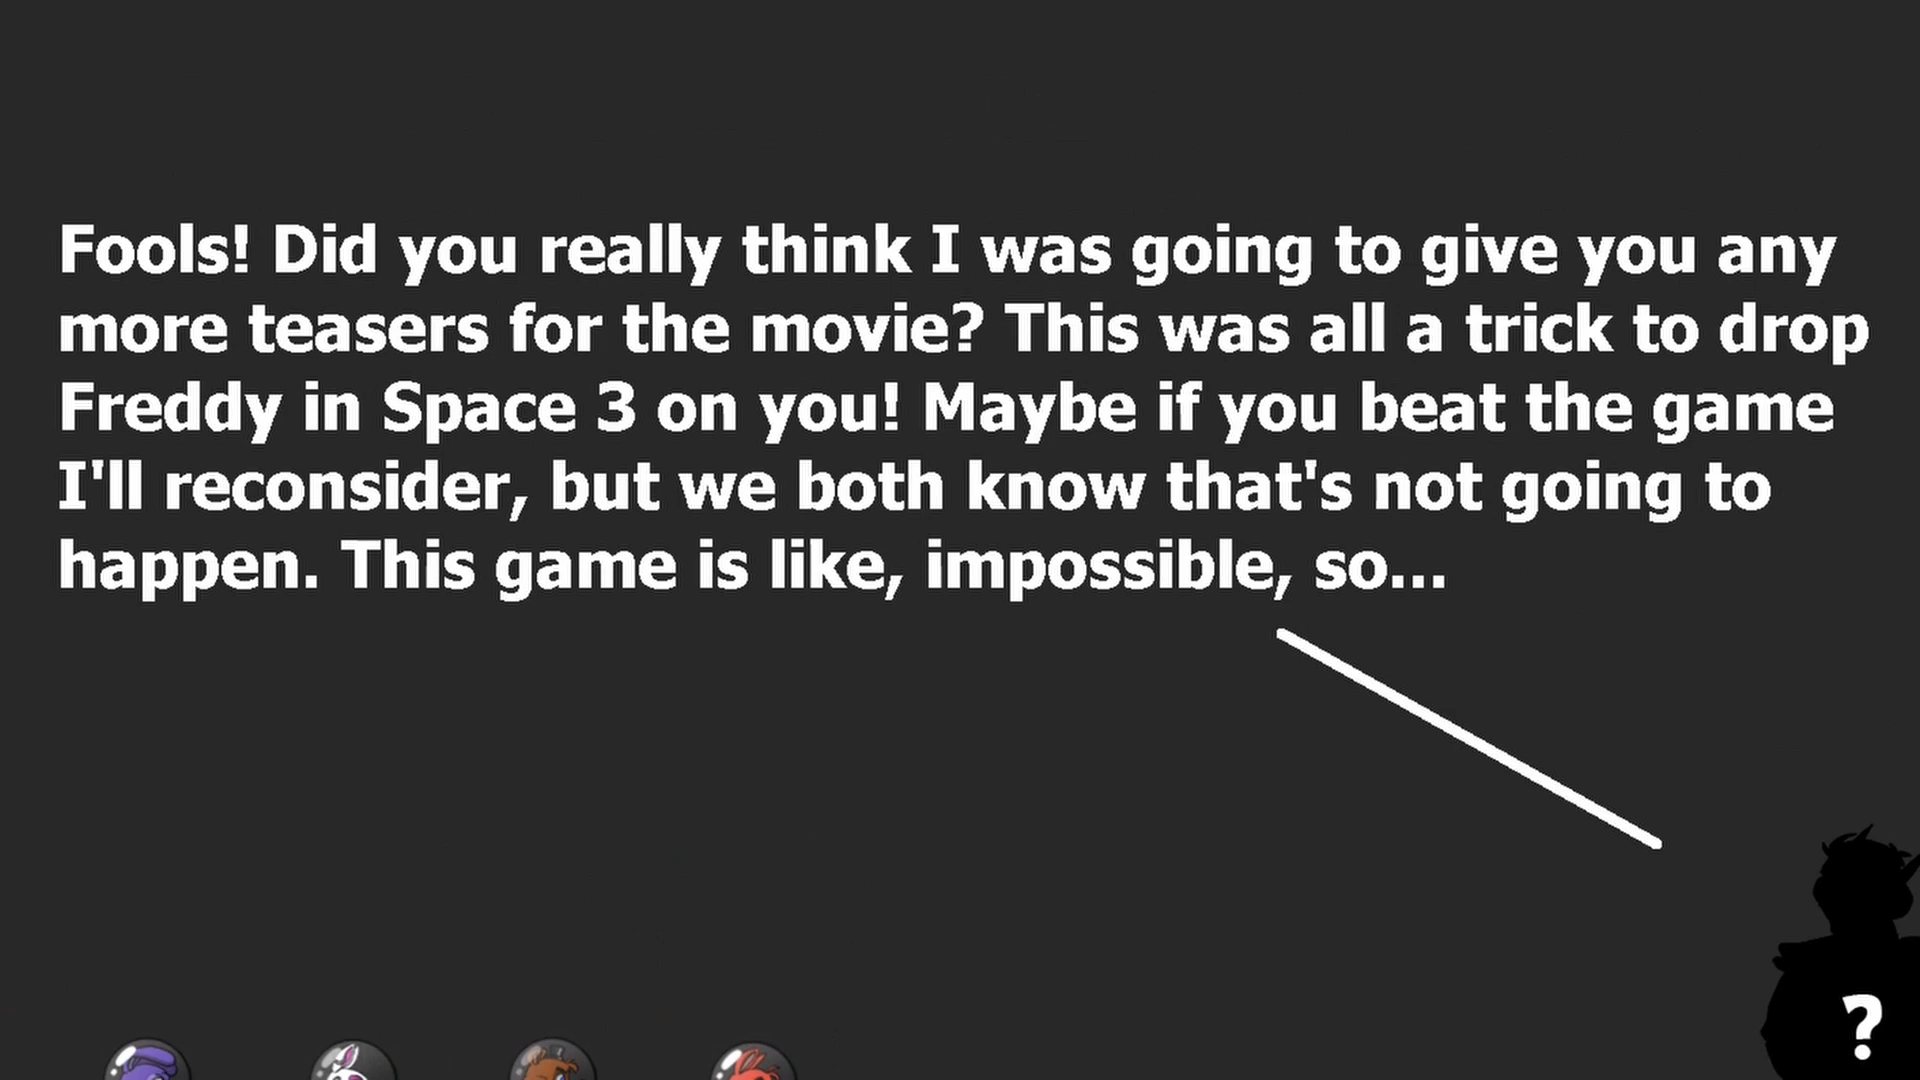 Fools! Did you really think I was going to give you any
more teasers for the movie? This was all a trick to drop
Freddy in Space 3 on you! Maybe if you beat the game
I'll reconsider, but we both know that's not going to
happen. This game is like, impossible, so...
?